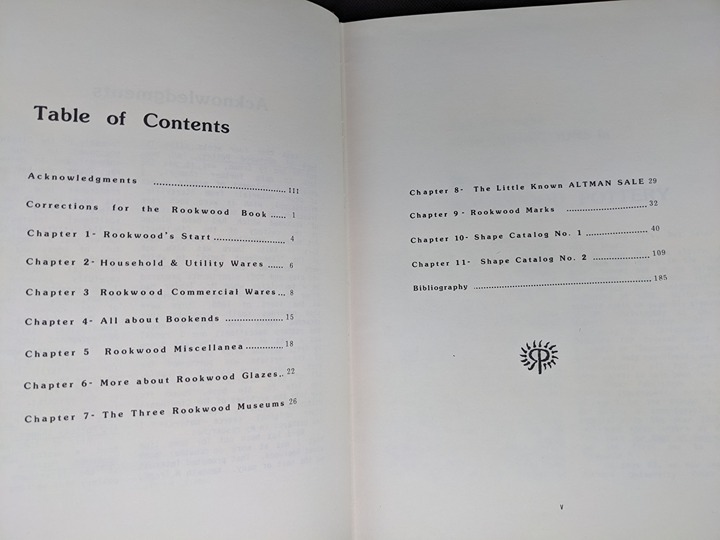 Table of Contents
Acknowledgments ................................................ III
Corrections for the Rookwood Book ...... 1
Chapter 1- Rookwood's Start ......................... 4
Chapter 2- Household & Utility Wares ...... 6
Chapter 3 Rookwood Commercial Wares ... 8
Chapter 4- All about Bookends .................... 15
Chapter 5 Rookwood Miscellanea ............. 18
Chapter 6- More about Rookwood Glazes.. 22
Chapter 7- The Three Rookwood Museums 26
Chapter 8- The Little Known ALTMAN SALE 29
Chapter 9- Rookwood Marks ............................ 32
Chapter 10- Shape Catalog No. 1 ...................... 40
Chapter 11- Shape Catalog No. 2 .................... 109
Bibliography ............................................................ 185
RP
V